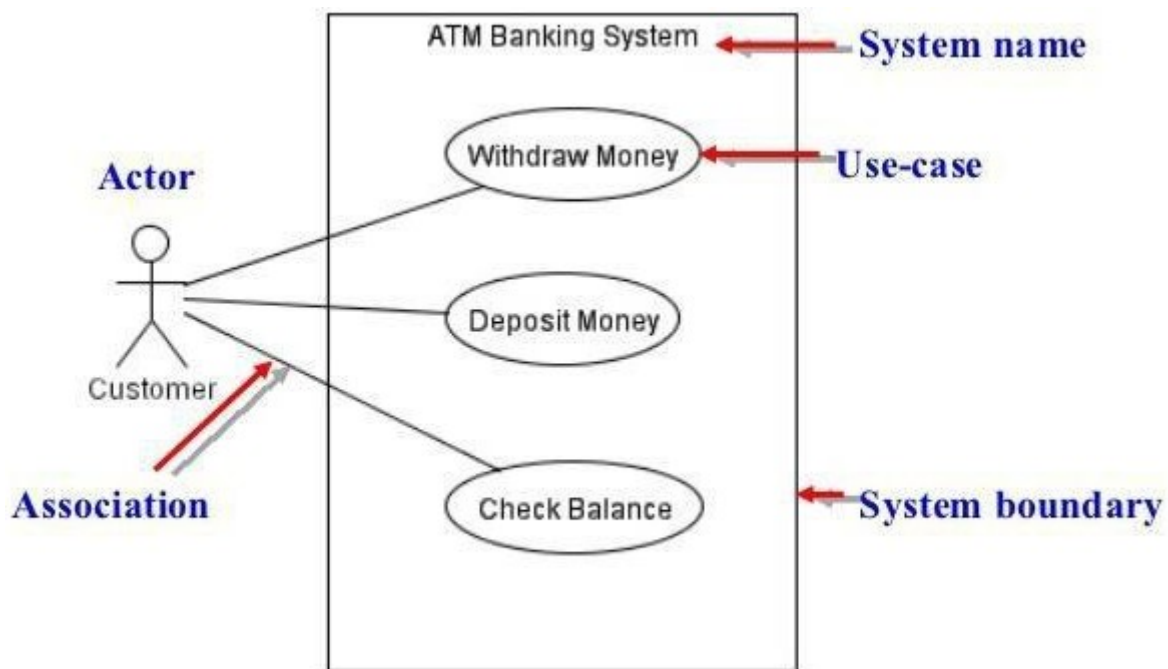 ATM Banking System
System name
Withdraw Money
Use-case
Actor
Deposit Money
Customer
Association
Check Balance
System boundary